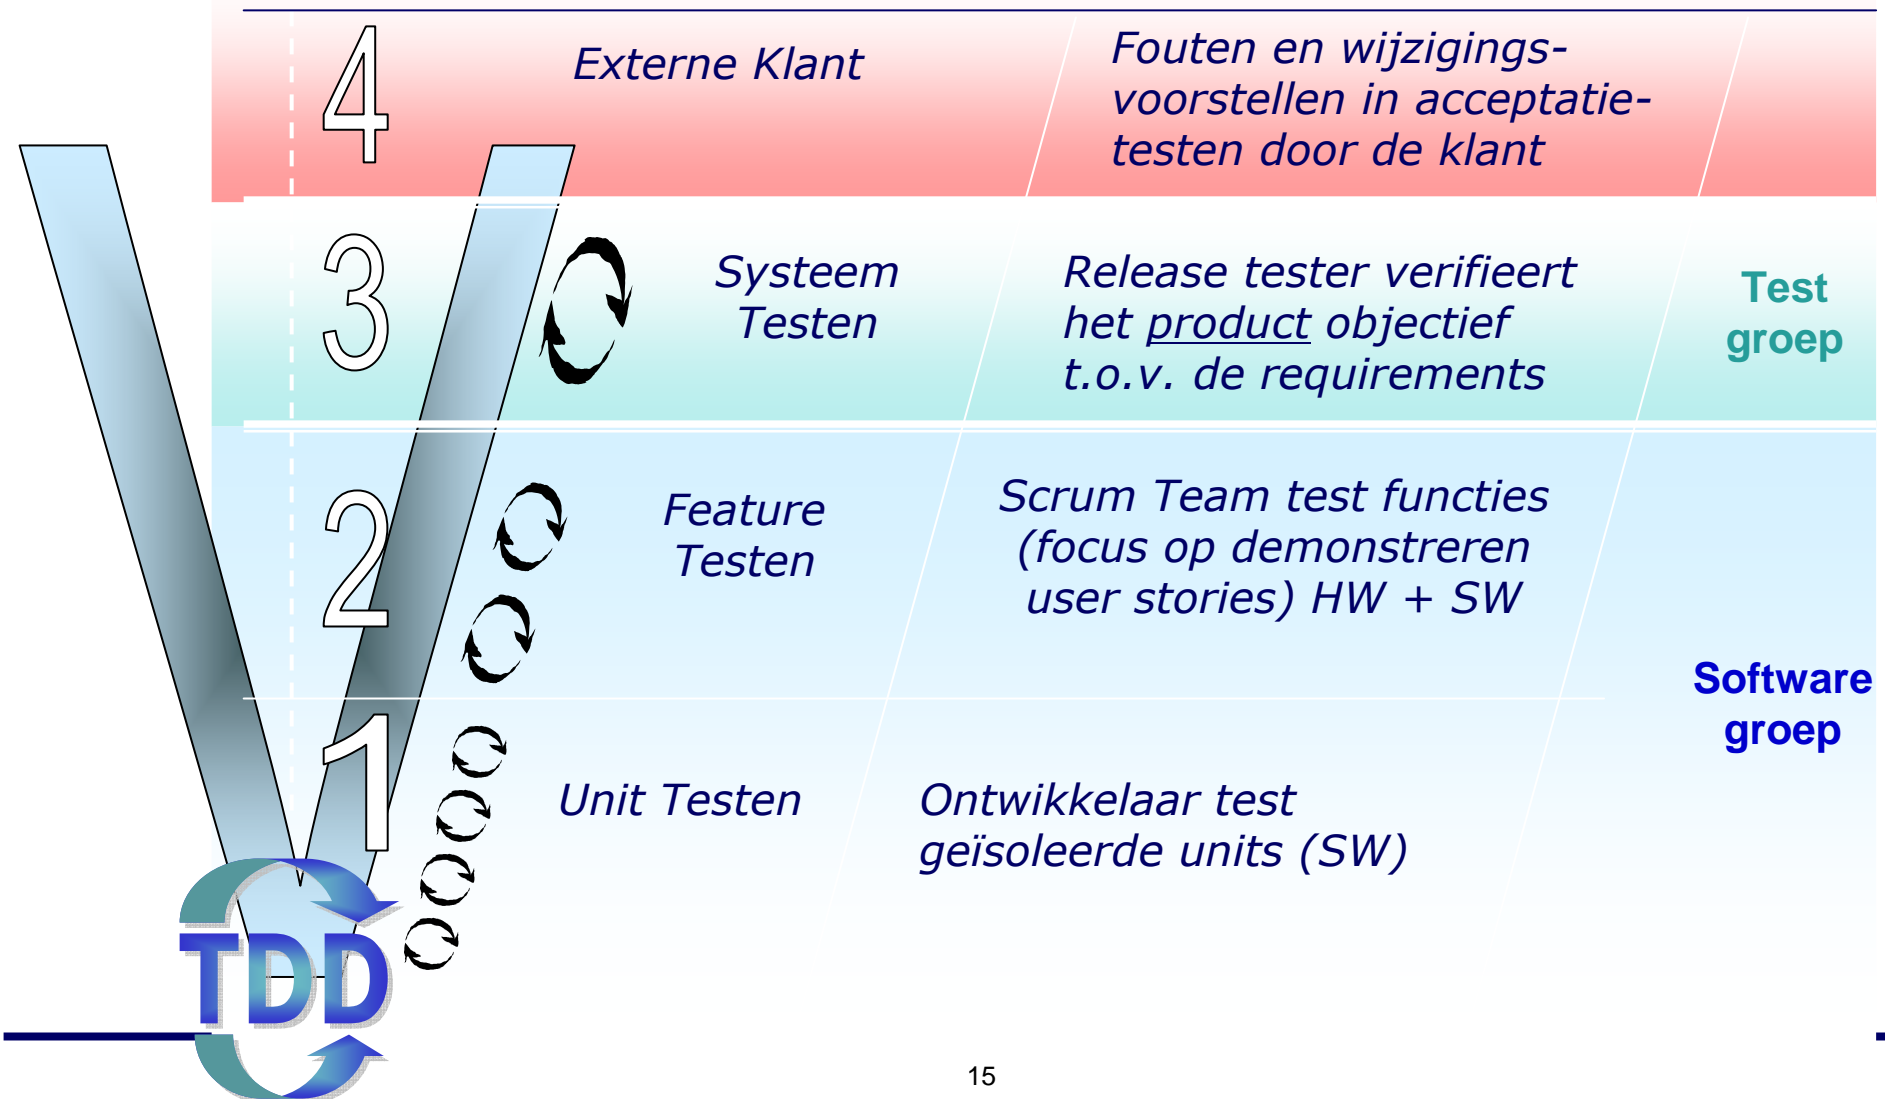 4
Externe Klant
Fouten en wijzigings-
voorstellen in acceptatie-
testen door de klant
3
Systeem
Testen
Release tester verifieert
het product objectief
t.o.v. de requirements
Test
groep
2
Feature
Testen
Scrum Team test functies
(focus op demonstreren
user stories) HW + SW
Software
groep
1
Unit Testen
Ontwikkelaar test
geïsoleerde units (SW)
TDD
15